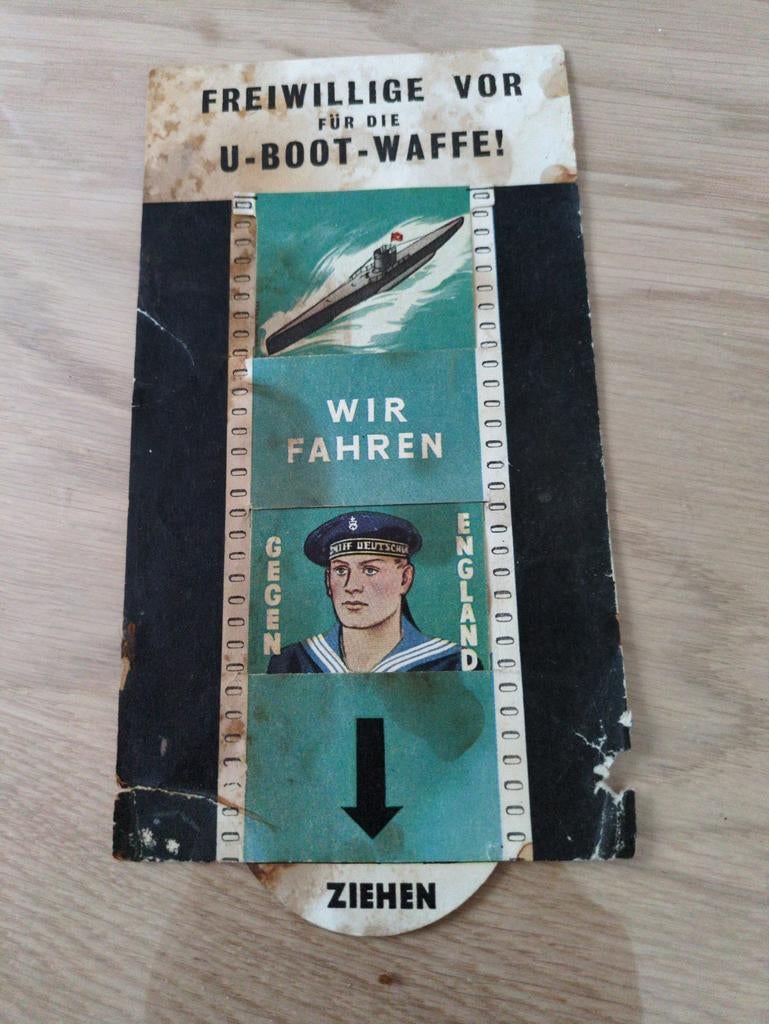 FREIWILLIGE VOR
FÜR DIE
U-BOOT-WAFFE!
WIR
FAHREN
GEGEN
ENGLAND
ZIEHEN